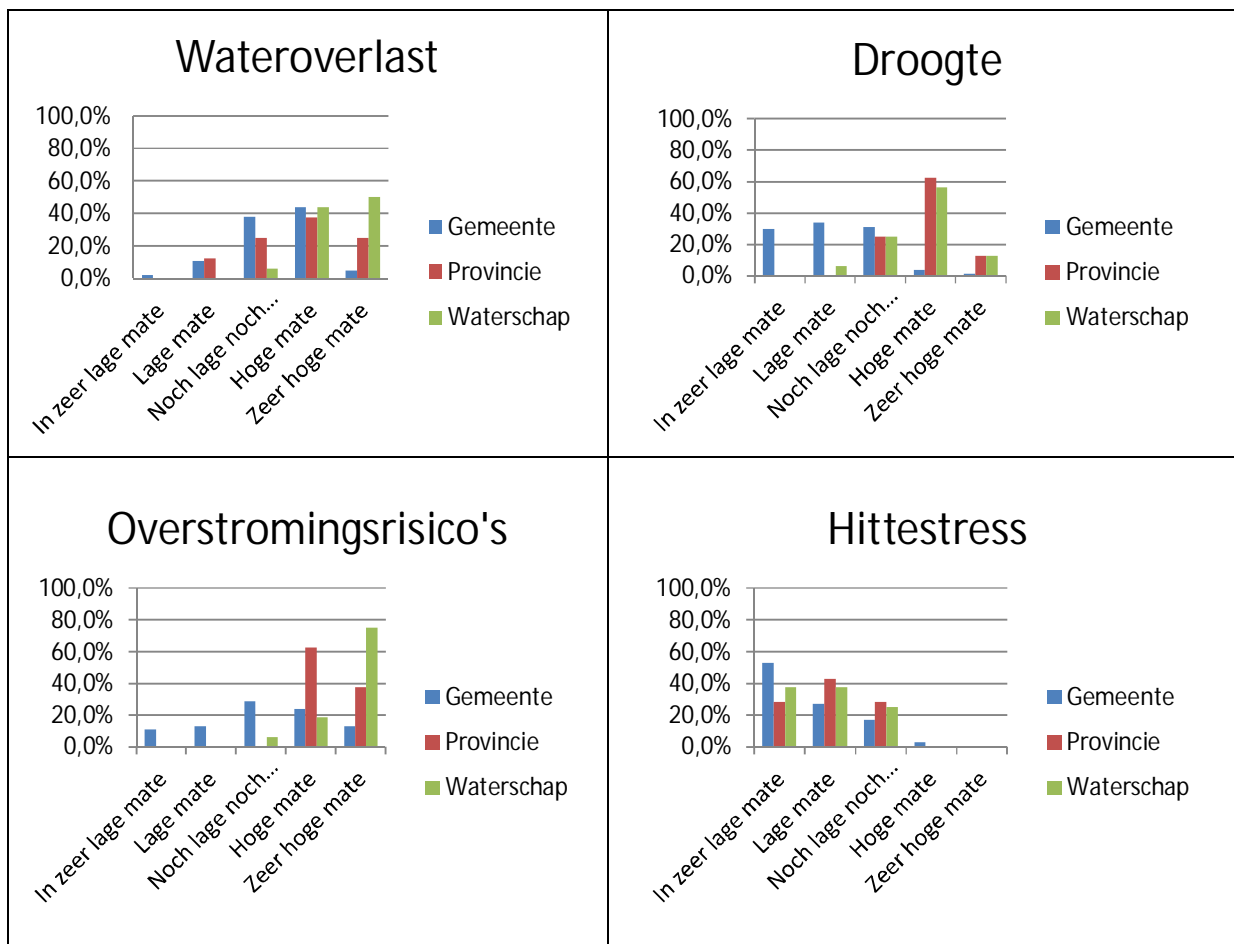 Wateroverlast
100,0%
80,0%
60,0%
40,0%
20,0%
0,0%
In zeer lage mate
Lage mate
Noch lage noch...
Hoge mate
Zeer hoge mate
Gemeente
Provincie
Waterschap
Droogte
100,0%
80,0%
60,0%
40,0%
20,0%
0,0%
In zeer lage mate
Lage mate
Noch lage noch...
Hoge mate
Zeer hoge mate
Gemeente
Provincie
Waterschap
Overstromingsrisico's
100,0%
80,0%
60,0%
40,0%
20,0%
0,0%
In zeer lage mate
Lage mate
Noch lage noch...
Hoge mate
Zeer hoge mate
Gemeente
Provincie
Waterschap
Hittestress
100,0%
80,0%
60,0%
40,0%
20,0%
0,0%
In zeer lage mate
Lage mate
Noch lage noch...
Hoge mate
Zeer hoge mate
Gemeente
Provincie
Waterschap